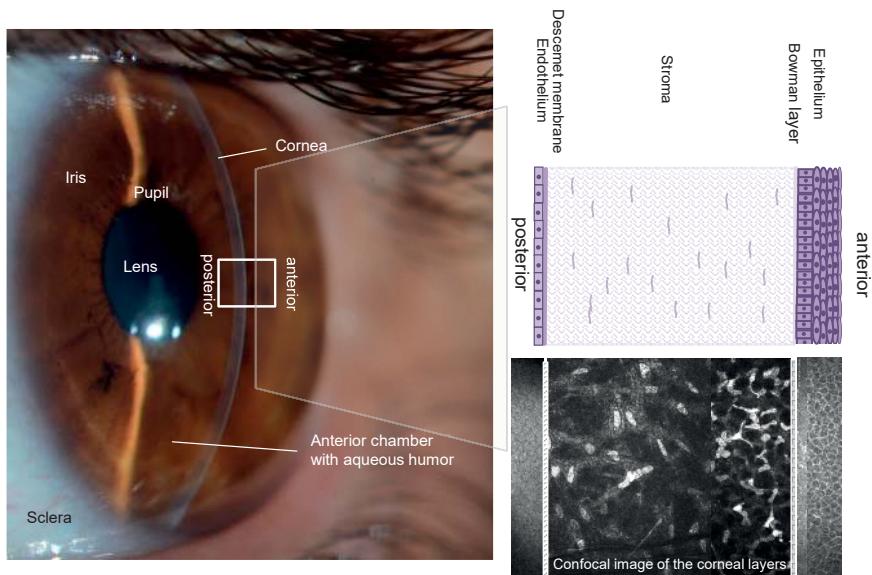 Cornea
Iris
Pupil
Lens
posterior
anterior
Anterior chamber
with aqueous humor
Sclera
Descemet membrane
Endothelium
Stroma
Bowman layer
Epithelium
posterior
anterior
Confocal image of the corneal layers